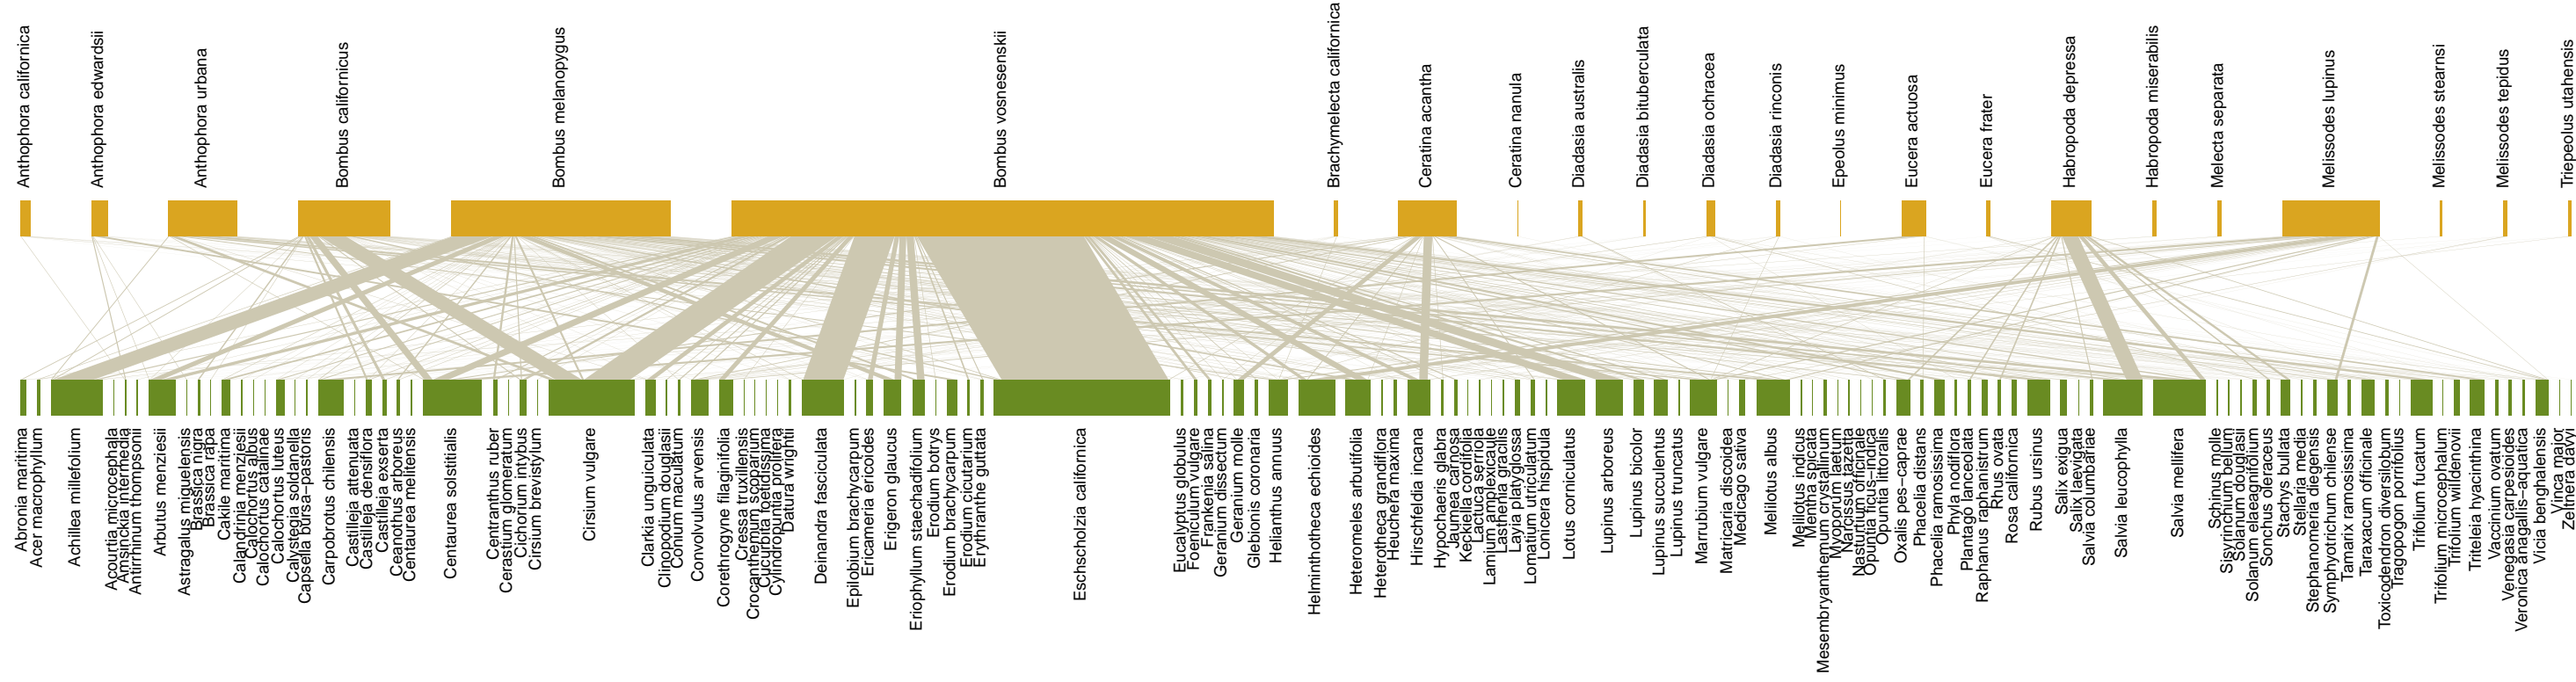 Anthophora californica
Anthophora edwardsii
Anthophora urbana
Bombus californicus
Bombus melanopygus
Bombus vosnesenskii
Brachymelecta californica
Ceratina acantha
Ceratina nanula
Diadasia australis
Diadasia bituberculata
Diadasia ochracea
Diadasia rinconis
Epeolus minimus
Eucera actuosa
Eucera frater
Habropoda depressa
Habropoda miserabilis
Melecta separata
Melissodes lupinus
Melissodes stearnsi
Melissodes tepidus
Triepeolus utahensis
Abronia maritima
Acer macrophyllum
Achillea millefolium
Acourtia microcephala
Amsinckia intermedia
Antirrhinum thompsonii
Arbutus menziesii
Astragalus miguelensis
Brassica nigra
Brassica rapa
Cakile maritima
Calandrinia menziesii
Calochortus albus
Calochortus catalinae
Calochortus luteus
Calystegia soldanella
Capsella bursa−pastoris
Carpobrotus chilensis
Castilleja attenuata
Castilleja densiflora
Castilleja exserta
Ceanothus arboreus
Centaurea melitensis
Centaurea solstitialis
Centranthus ruber
Cerastium glomeratum
Cichorium intybus
Cirsium brevistylum
Cirsium vulgare
Clarkia unguiculata
Clinopodium douglasii
Conium maculatum
Convolvulus arvensis
Corethrogyne filaginifolia
Cressa truxillensis
Crocanthemum scoparium
Cucurbita foetidissima
Cylindropuntia prolifera
Datura wrightii
Deinandra fasciculata
Epilobium brachycarpum
Ericameria ericoides
Erigeron glaucus
Eriophyllum staechadifolium
Erodium botrys
Erodium brachycarpum
Erodium cicutarium
Erythranthe guttata
Eschscholzia californica
Eucalyptus globulus
Foeniculum vulgare
Frankenia salina
Geranium dissectum
Geranium molle
Glebionis coronaria
Helianthus annuus
Helminthotheca echioides
Heteromeles arbutifolia
Heterotheca grandiflora
Heuchera maxima
Hirschfeldia incana
Hypochaeris glabra
Jaumea carnosa
Keckiella cordifolia
Lactuca serriola
Lamium amplexicaule
Lasthenia gracilis
Layia platyglossa
Lomatium utriculatum
Lonicera hispidula
Lotus corniculatus
Lupinus arboreus
Lupinus bicolor
Lupinus succulentus
Lupinus truncatus
Marrubium vulgare
Matricaria discoidea
Medicago sativa
Melilotus albus
Melilotus indicus
Mentha spicata
Mesembryanthemum crystallinum
Myoporum laetum
Narcissus tazetta
Nasturtium officinale
Opuntia ficus−indica
Opuntia littoralis
Oxalis pes−caprae
Phacelia distans
Phacelia ramosissima
Phyla nodiflora
Plantago lanceolata
Raphanus raphanistrum
Rhus ovata
Rosa californica
Rubus ursinus
Salix exigua
Salix laevigata
Salvia columbariae
Salvia leucophylla
Salvia mellifera
Schinus molle
Sisyrinchium bellum
Solanum douglasii
Solanum elaeagnifolium
Sonchus oleraceus
Stachys bullata
Stellaria media
Stephanomeria diegensis
Symphyotrichum chilense
Tamarix ramosissima
Taraxacum officinale
Toxicodendron diversilobum
Tragopogon porrifolius
Trifolium fucatum
Trifolium microcephalum
Trifolium willdenovii
Triteleia hyacinthina
Vaccinium ovatum
Venegasia carpesioides
Veronica anagallis−aquatica
Vicia benghalensis
Vinca major
Zeltnera davyi